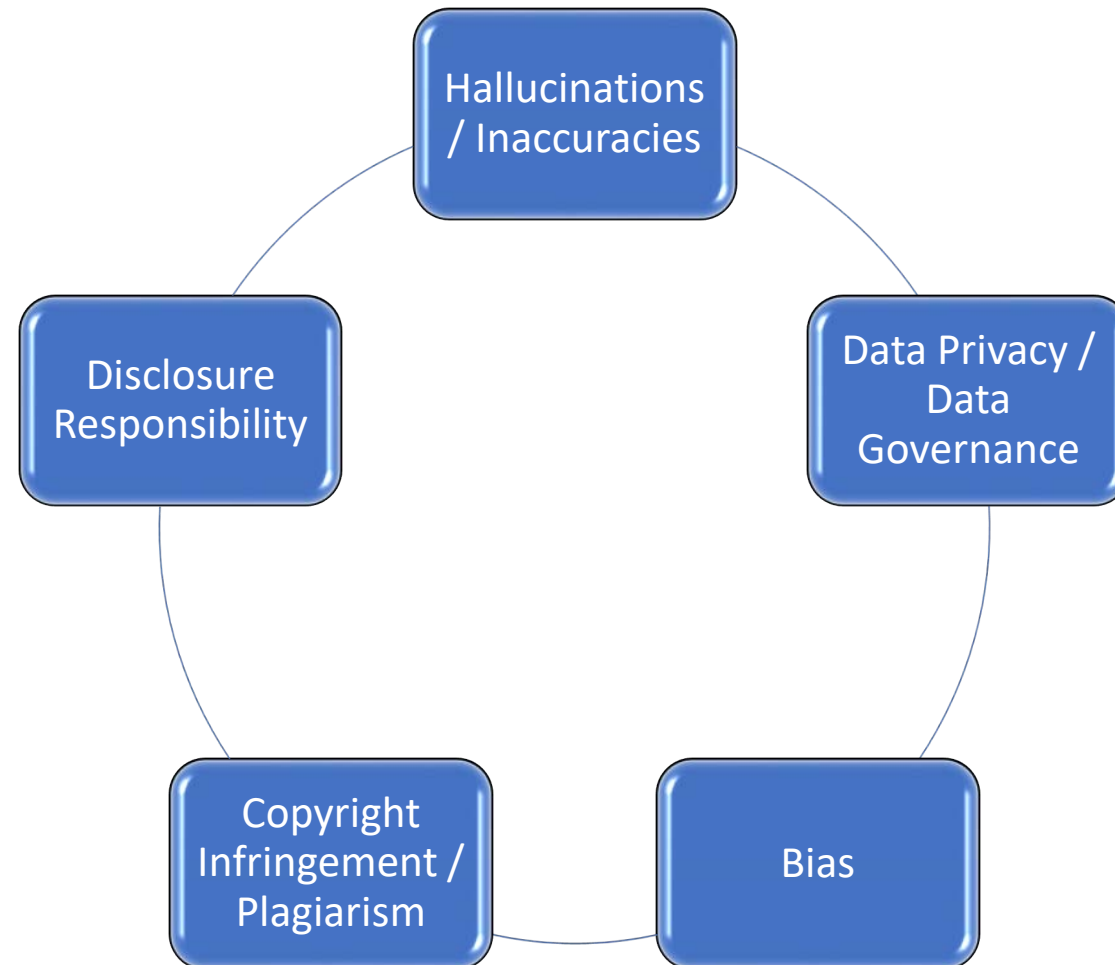 Hallucinations
/ Inaccuracies
Data Privacy /
Data
Governance
Bias
Copyright
Infringement /
Plagiarism
Disclosure
Responsibility